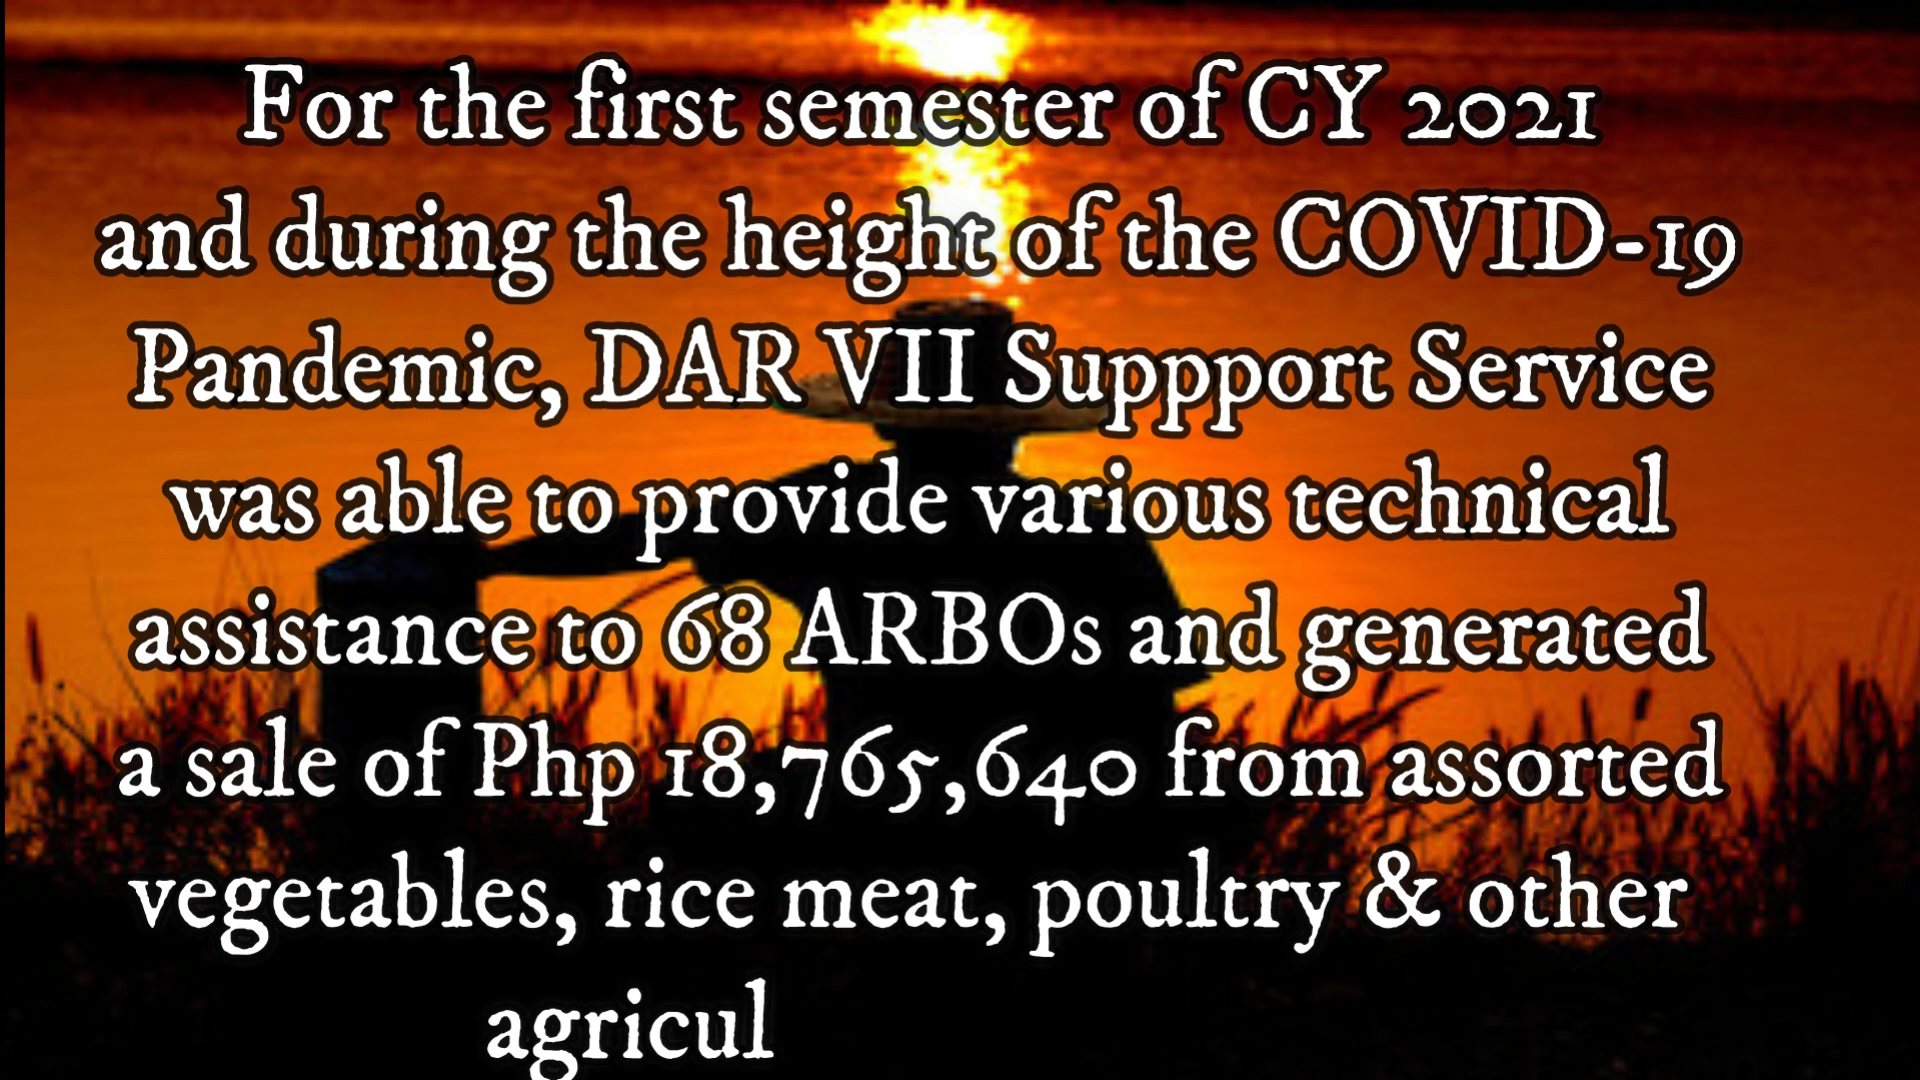 For the first semester of CY 2021
and during the height of the COVID-19
Pandemic, DAR VII Suppport Service
was able to provide various technical
assistance to 68 ARBOs and generated
a sale of Php 18,765,640 from assorted
vegetables, rice meat, poultry & other
agricul